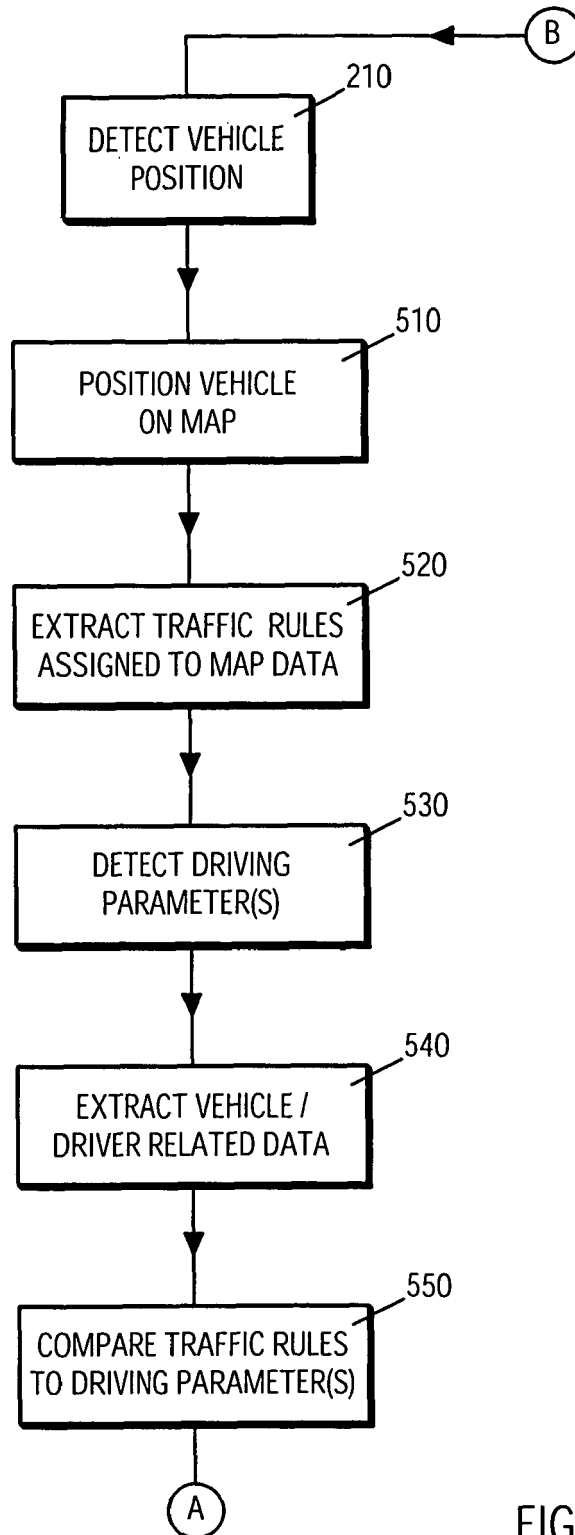 B
210
DETECT VEHICLE
POSITION
510
POSITION VEHICLE
ON MAP
520
EXTRACT TRAFFIC RULES
ASSIGNED TO MAP DATA
530
DETECT DRIVING
PARAMETER(S)
540
EXTRACT VEHICLE /
DRIVER RELATED DATA
550
COMPARE TRAFFIC RULES
TO DRIVING PARAMETER(S)
A
FIG